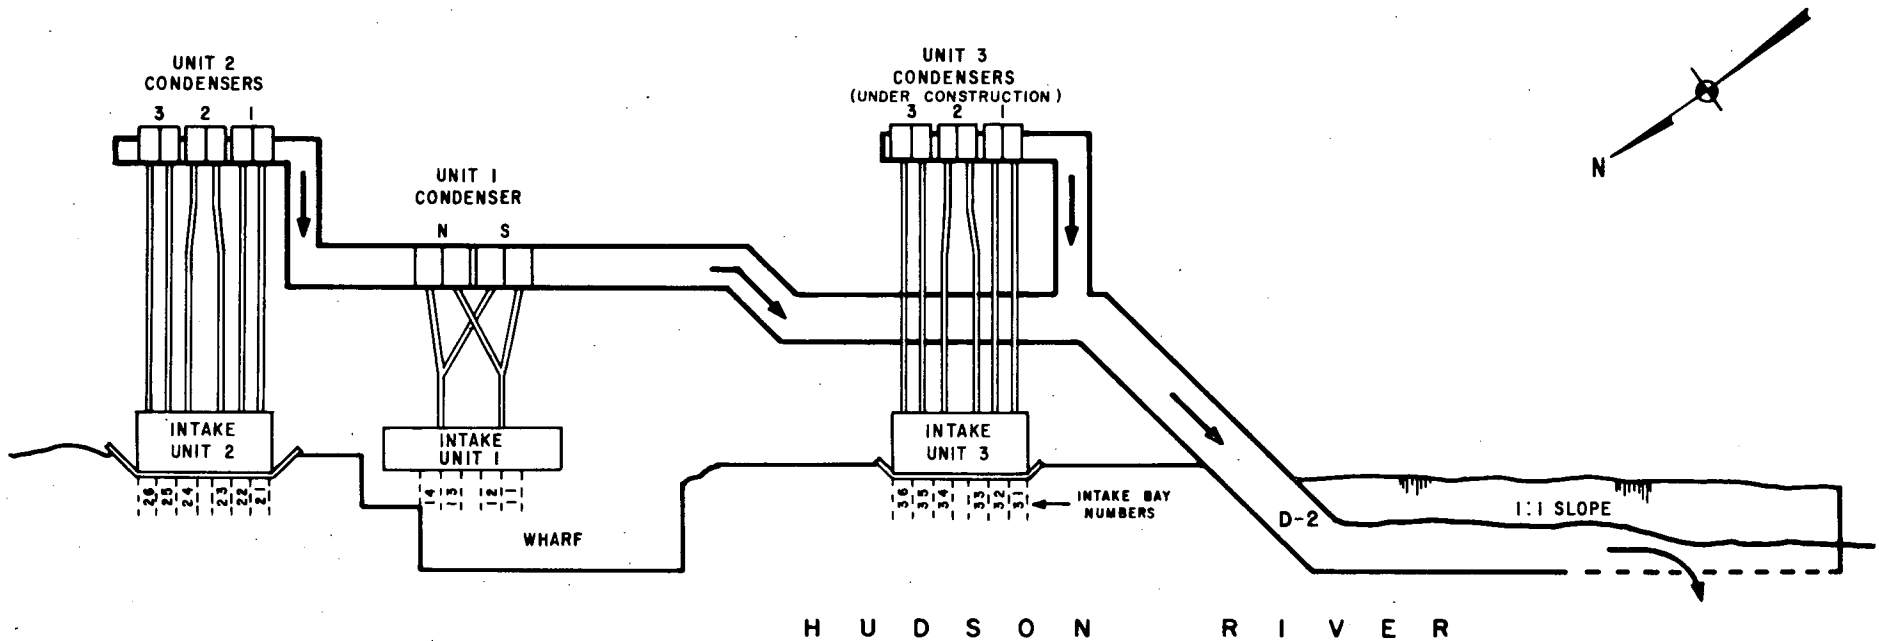 UNIT 2
CONDENSERS
3 2 1
UNIT 1
CONDENSER
N S
UNIT 3
CONDENSERS
(UNDER CONSTRUCTION)
3 2 1
N
INTAKE
UNIT 2
INTAKE
UNIT 1
INTAKE
UNIT 3
26 25 24 23 22 21
14 13 12 11
36 35 34 33 32 31
INTAKE BAY
NUMBERS
WHARF
D-2
1:1 SLOPE
HUDSON RIVER